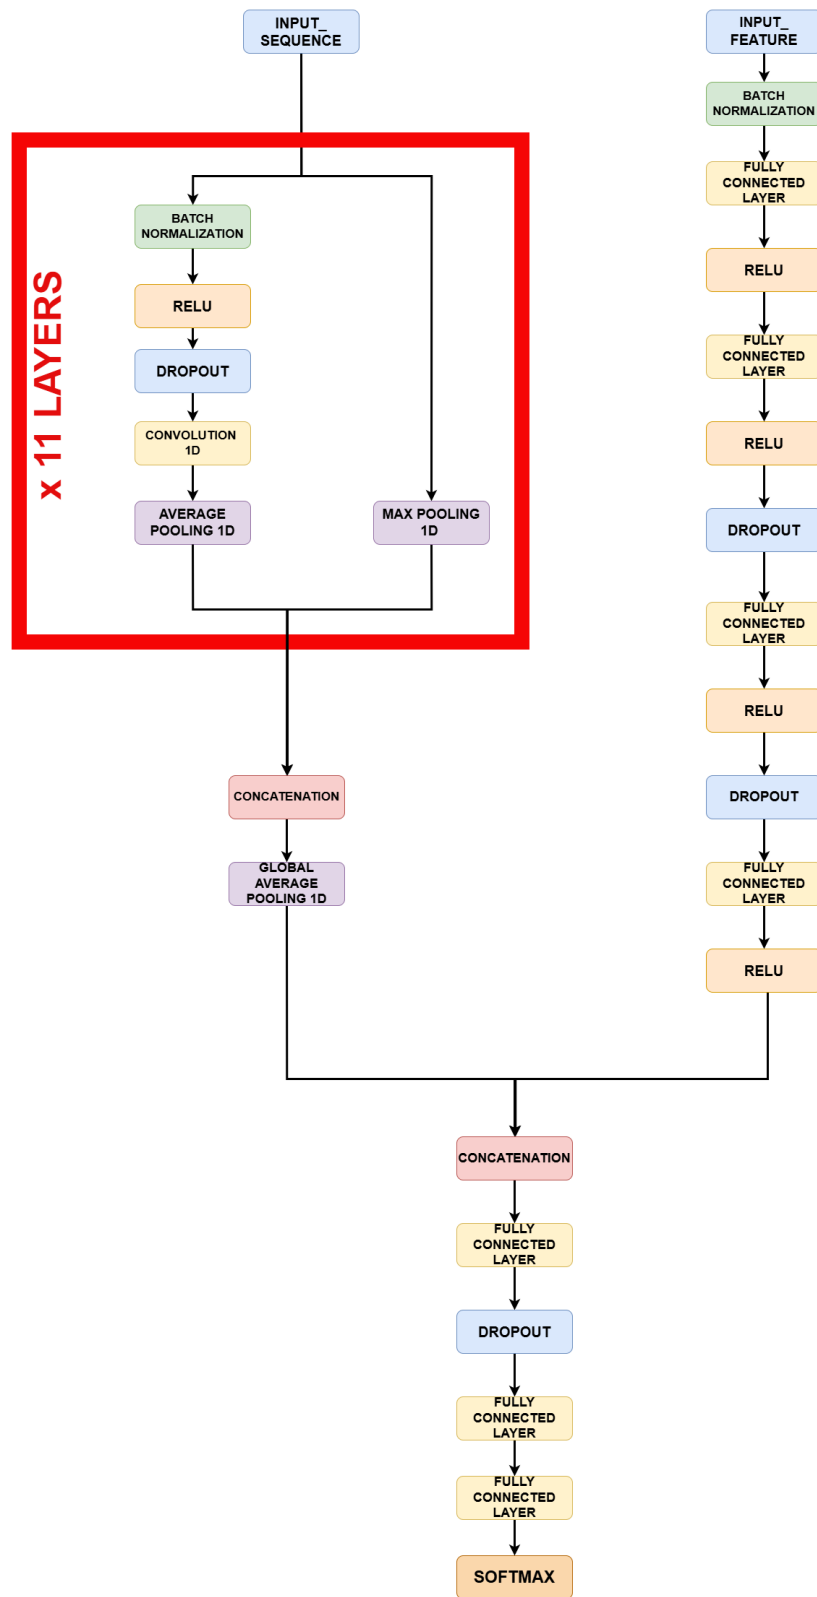 INPUT_
SEQUENCE
x 11 LAYERS
BATCH
NORMALIZATION
RELU
DROPOUT
CONVOLUTION
1D
AVERAGE
POOLING 1D
MAX POOLING
1D
CONCATENATION
GLOBAL
AVERAGE
POOLING 1D
INPUT_
FEATURE
BATCH
NORMALIZATION
FULLY
CONNECTED
LAYER
RELU
FULLY
CONNECTED
LAYER
RELU
DROPOUT
FULLY
CONNECTED
LAYER
RELU
DROPOUT
FULLY
CONNECTED
LAYER
RELU
CONCATENATION
FULLY
CONNECTED
LAYER
DROPOUT
FULLY
CONNECTED
LAYER
FULLY
CONNECTED
LAYER
SOFTMAX